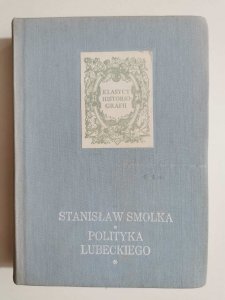 KLASYCY
HISTORIO-
GRAFII
STANISŁAW SMOLKA
POLITYKA
LUBECKIEGO